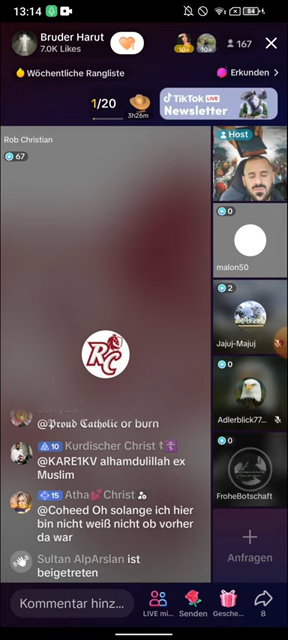 13:14
84
Bruder Harut
7.0K Likes
10+
10+
167
Wöchentliche Rangliste
Erkunden
1/20
3h26m
TikTok LIVE
Newsletter
Rob Christian
67
RC
Host
0
malon50
2
Jajuj-Majuj
0
Adlerblick77...
0
FroheBotschaft
Anfragen
@𝕻𝖗𝖔𝖚𝖉 𝕮𝖆𝖙𝖍𝖔𝖑𝖎𝖈 or burn
10 Kurdischer Christ t
@KARE1KV alhamdulillah ex
Muslim
15 Atha💕Christ
@Coheed Oh solange ich hier
bin nicht weiß nicht ob vorher
da war
Sultan AlpArslan ist
beigetreten
Kommentar hinz...
LIVE mi...
Senden
Gesche...
8